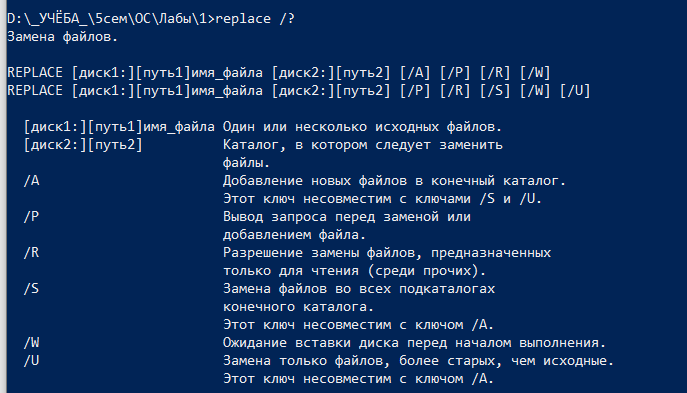 D:\_УЧЁБА_\5сем\ОС\Лабы\1>replace /?
Замена файлов.
REPLACE [диск1:][путь1]имя_файла [диск2:][путь2] [/A] [/P] [/R] [/W]
REPLACE [диск1:][путь1]имя_файла [диск2:][путь2] [/P] [/R] [/S] [/W] [/U]
[диск1:][путь1]имя_файла Один или несколько исходных файлов.
[диск2:][путь2] Каталог, в котором следует заменить
файлы.
/A Добавление новых файлов в конечный каталог.
Этот ключ несовместим с ключами /S и /U.
/P Вывод запроса перед заменой или
добавлением файла.
/R Разрешение замены файлов, предназначенных
только для чтения (среди прочих).
/S Замена файлов во всех подкаталогах
конечного каталога.
Этот ключ несовместим с ключом /A.
/W Ожидание вставки диска перед началом выполнения.
/U Замена только файлов, более старых, чем исходные.
Этот ключ несовместим с ключом /A.